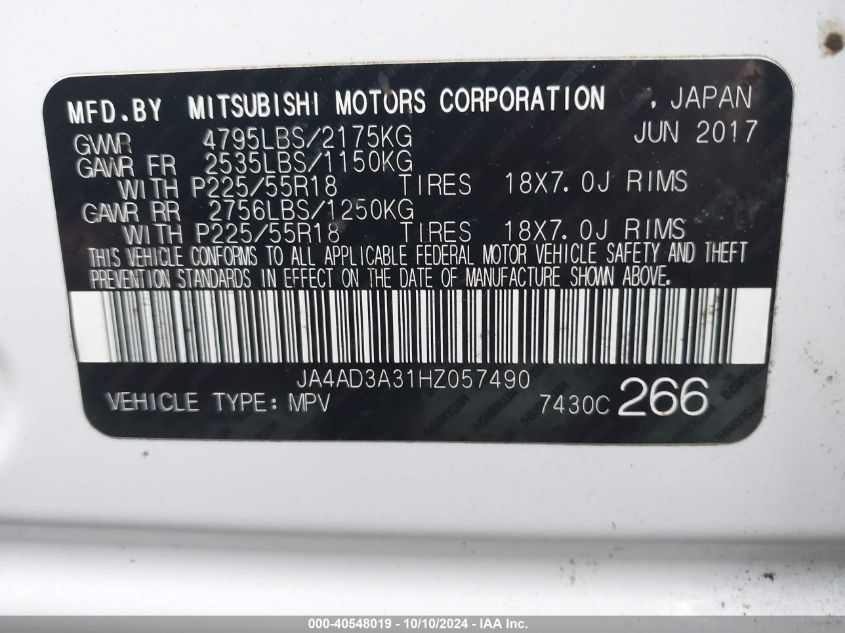 MFD.BY MITSUBISHI MOTORS CORPORATION , JAPAN
GVWR 4795LBS/2175KG JUN 2017
GAWR FR 2535LBS/1150KG
WITH P225/55R18 TIRES 18X7.0J RIMS
GAWR RR 2756LBS/1250KG
WITH P225/55R18 TIRES 18X7.0J RIMS
THIS VEHICLE CONFORMS TO ALL APPLICABLE FEDERAL MOTOR VEHICLE SAFETY AND THEFT
PREVENTION STANDARDS IN EFFECT ON THE DATE OF MANUFACTURE SHOWN ABOVE.
JA4AD3A31HZ057490
VEHICLE TYPE: MPV 7430C 266
000-40548019 - 10/10/2024 - IAA Inc.